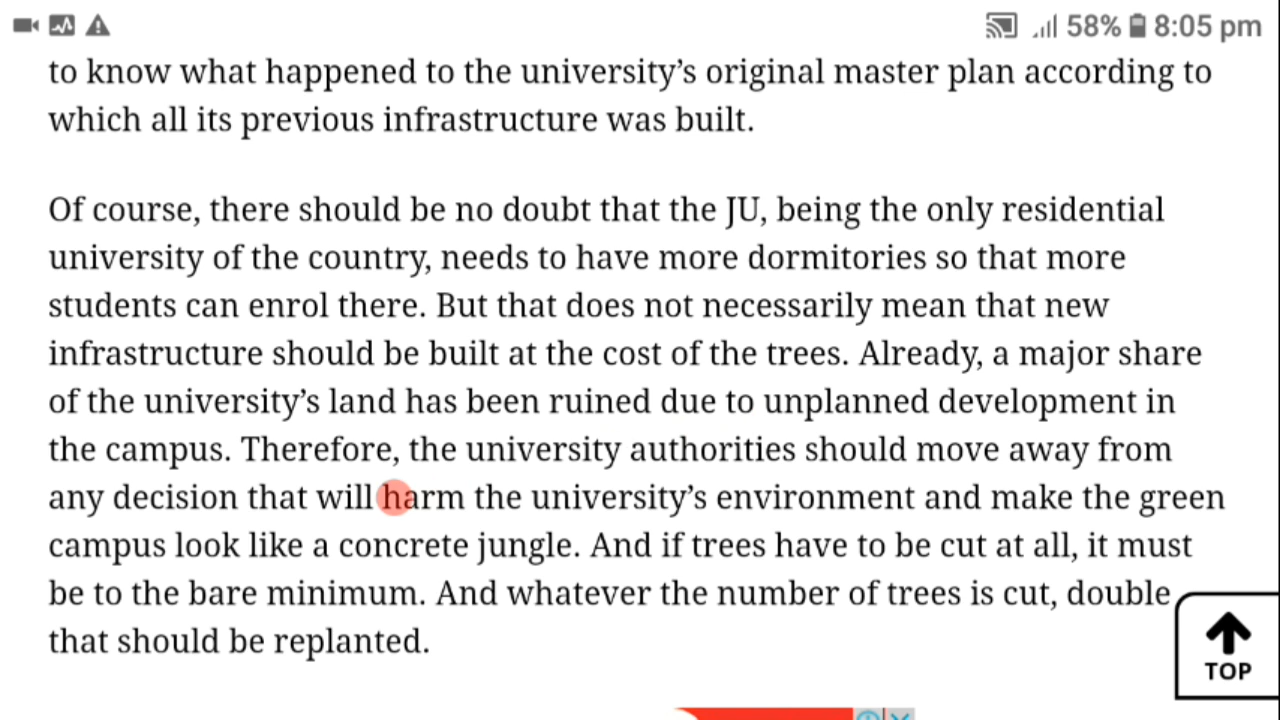 58% 8:05 pm
to know what happened to the university’s original master plan according to
which all its previous infrastructure was built.
Of course, there should be no doubt that the JU, being the only residential
university of the country, needs to have more dormitories so that more
students can enrol there. But that does not necessarily mean that new
infrastructure should be built at the cost of the trees. Already, a major share
of the university’s land has been ruined due to unplanned development in
the campus. Therefore, the university authorities should move away from
any decision that will harm the university’s environment and make the green
campus look like a concrete jungle. And if trees have to be cut at all, it must
be to the bare minimum. And whatever the number of trees is cut, double
that should be replanted.
TOP